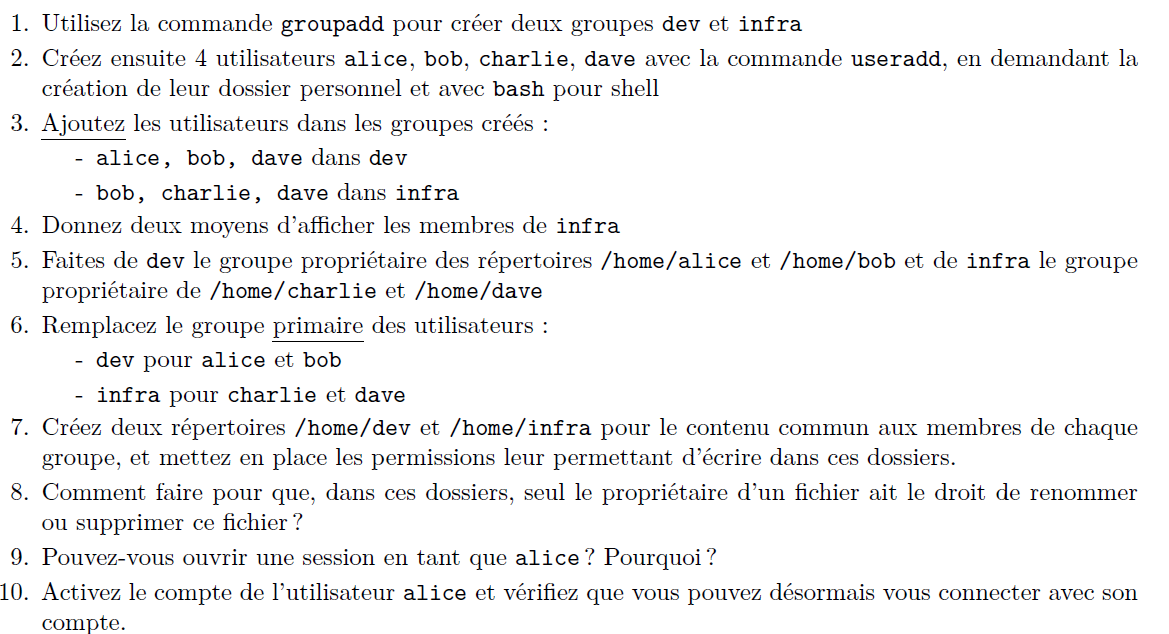 1. Utilisez la commande groupadd pour créer deux groupes dev et infra
2. Créez ensuite 4 utilisateurs alice, bob, charlie, dave avec la commande useradd, en demandant la
création de leur dossier personnel et avec bash pour shell
3. Ajoutez les utilisateurs dans les groupes créés :
- alice, bob, dave dans dev
- bob, charlie, dave dans infra
4. Donnez deux moyens d'afficher les membres de infra
5. Faites de dev le groupe propriétaire des répertoires /home/alice et /home/bob et de infra le groupe
propriétaire de /home/charlie et /home/dave
6. Remplacez le groupe primaire des utilisateurs :
- dev pour alice et bob
- infra pour charlie et dave
7. Créez deux répertoires /home/dev et /home/infra pour le contenu commun aux membres de chaque
groupe, et mettez en place les permissions leur permettant d'écrire dans ces dossiers.
8. Comment faire pour que, dans ces dossiers, seul le propriétaire d'un fichier ait le droit de renommer
ou supprimer ce fichier ?
9. Pouvez-vous ouvrir une session en tant que alice ? Pourquoi ?
10. Activez le compte de l'utilisateur alice et vérifiez que vous pouvez désormais vous connecter avec son
compte.